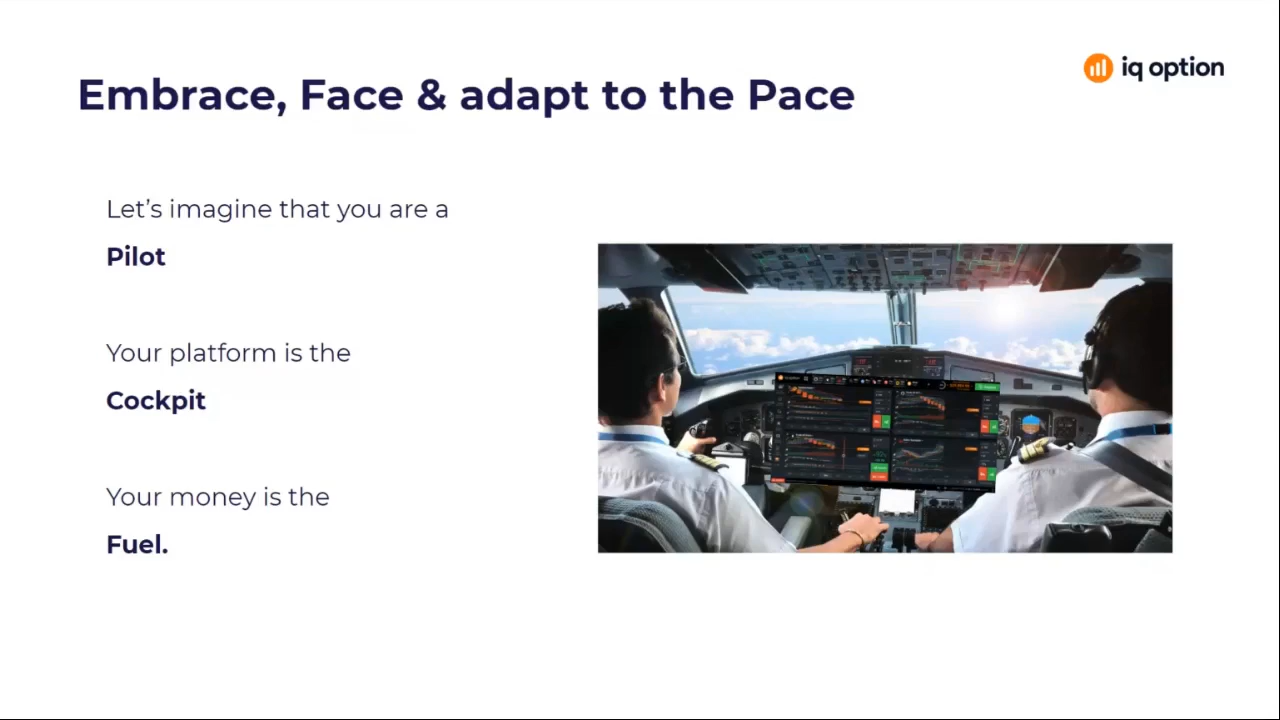 iq option
Embrace, Face & adapt to the Pace
Let’s imagine that you are a
Pilot
Your platform is the
Cockpit
Your money is the
Fuel.